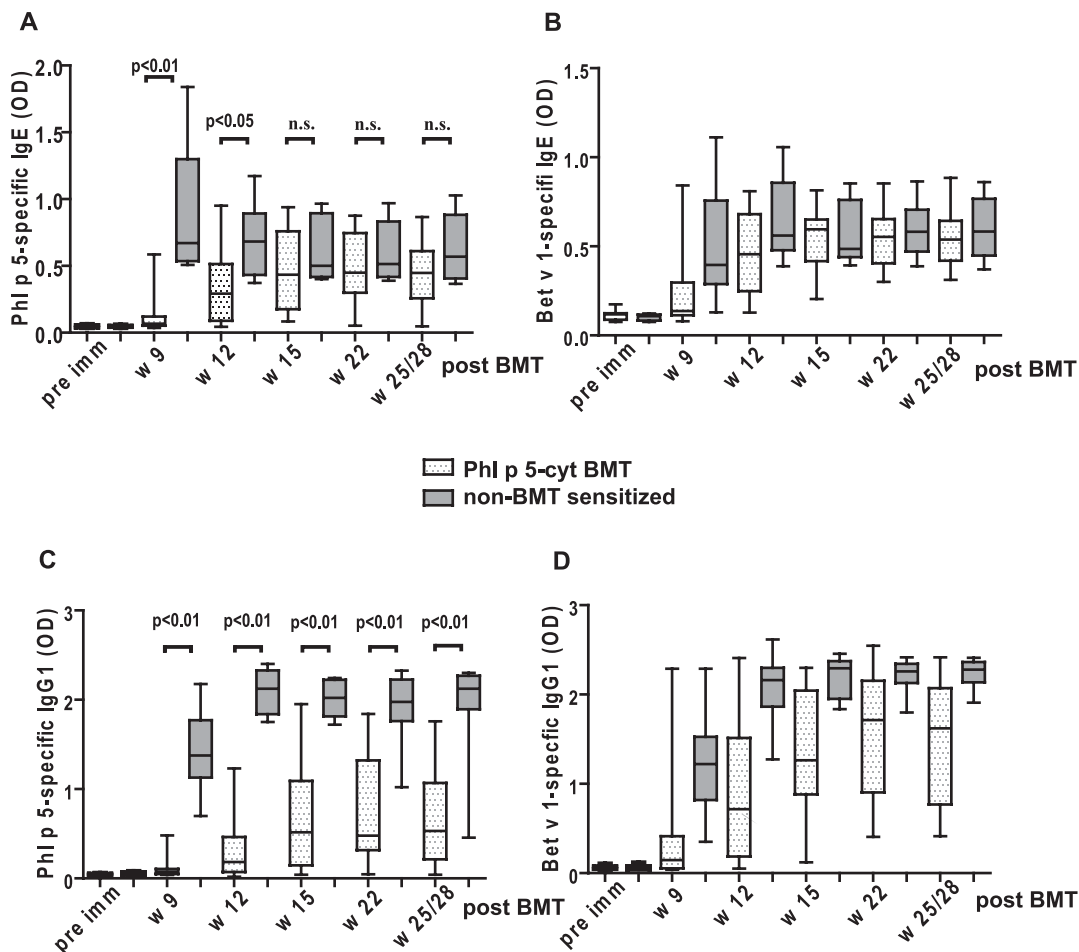 A
Phl p 5-specific IgE (OD)
2.0
1.5
1.0
0.5
0.0
p<0.01
p<0.05
n.s.
n.s.
n.s.
pre imm
w 9
w 12
w 15
w 22
w 25/28
post BMT
B
Bet v 1-specifi IgE (OD)
1.5
1.0
0.5
0.0
pre imm
w 9
w 12
w 15
w 22
w 25/28
post BMT
Phl p 5-cyt BMT
non-BMT sensitized
C
Phl p 5-specific IgG1 (OD)
3
2
1
0
p<0.01
p<0.01
p<0.01
p<0.01
p<0.01
pre imm
w 9
w 12
w 15
w 22
w 25/28
post BMT
D
Bet v 1-specfic IgG1 (OD)
3
2
1
0
pre imm
w 9
w 12
w 15
w 22
w 25/28
post BMT